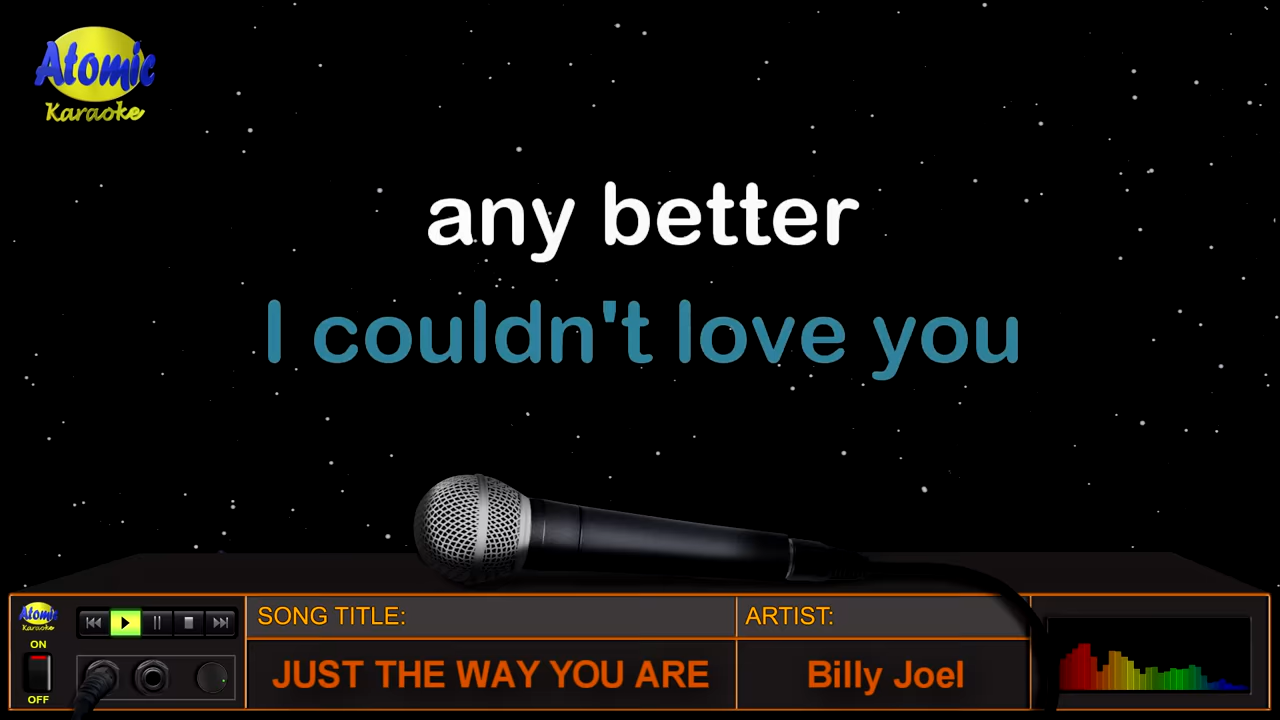 Atomic
Karaoke
any better
I couldn't love you
Atomic
Karaoke
ON
OFF
SONG TITLE:
ARTIST:
JUST THE WAY YOU ARE
Billy Joel